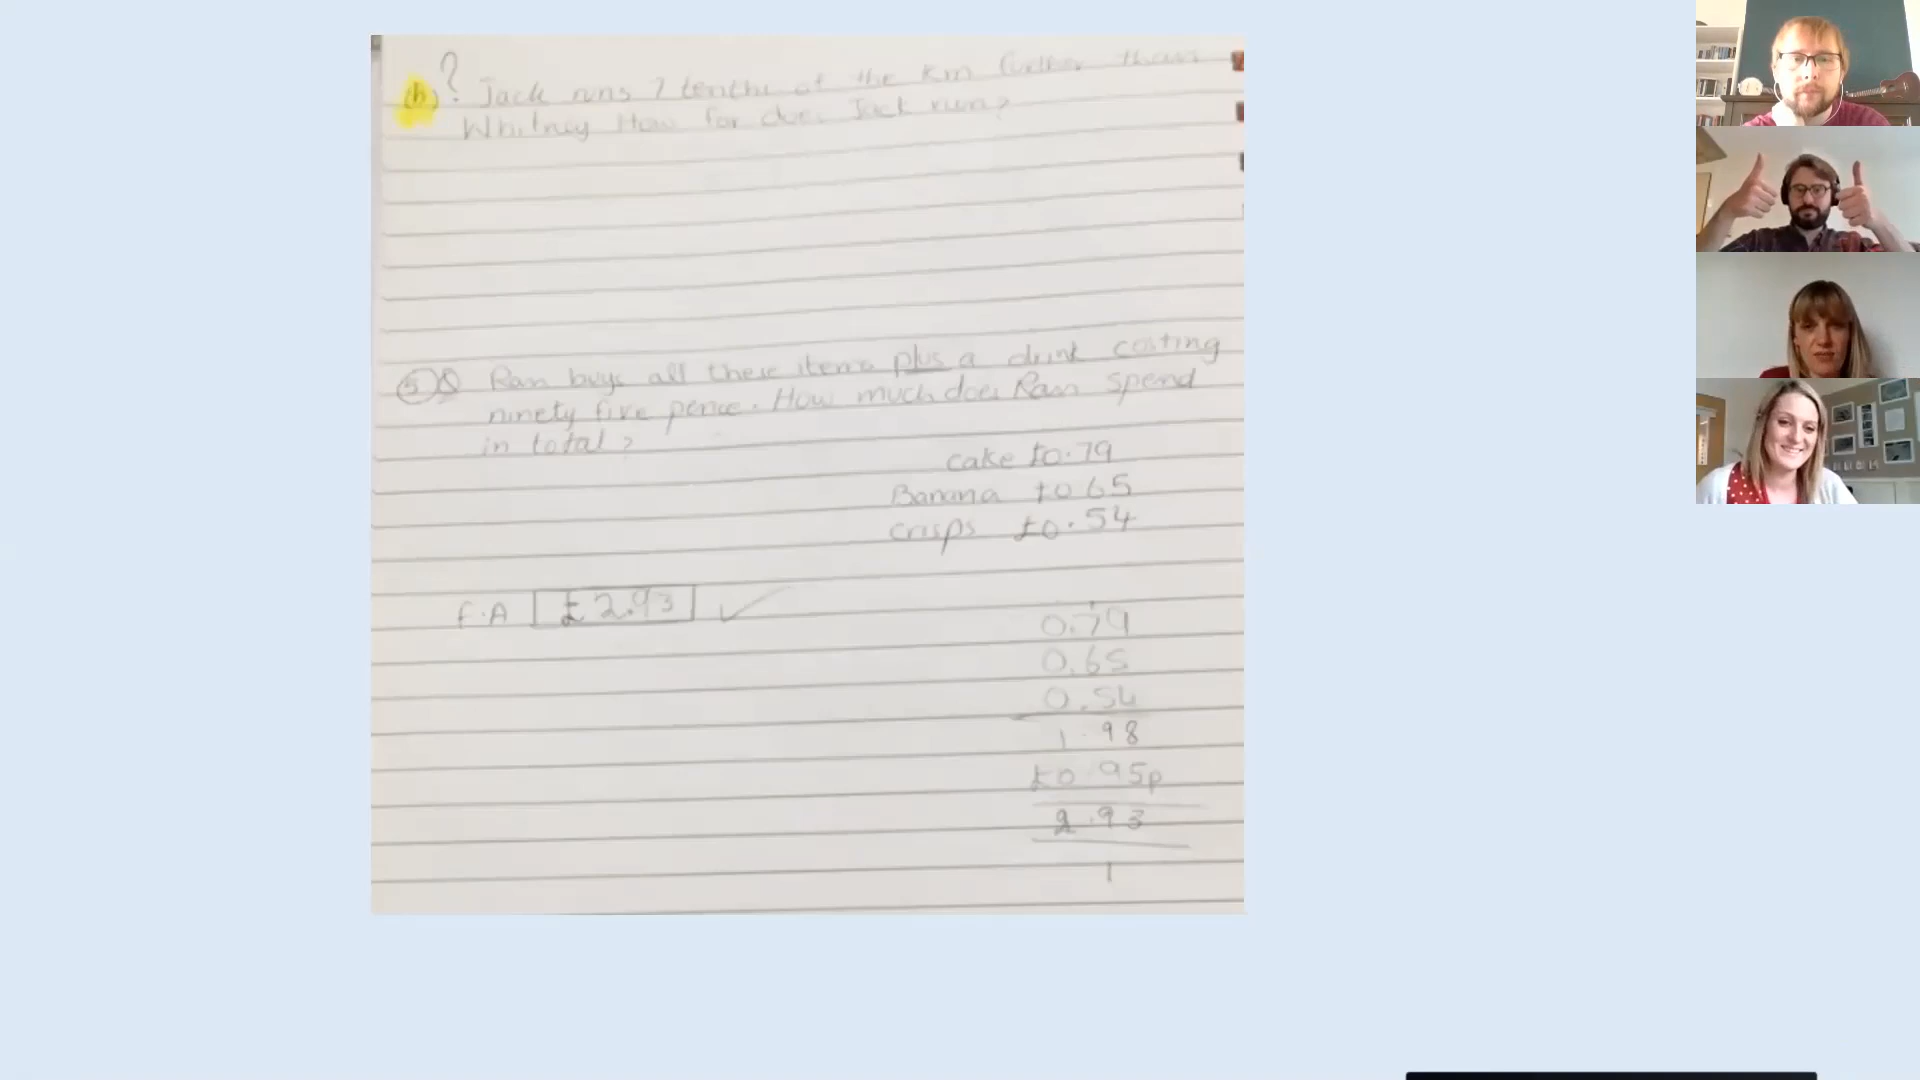 (b) ? Jack runs 7 tenths of the km further than
Whitney How far does Jack run?
5 Q Ran buys all these items plus a drink costing
ninety five pence. How much does Ran spend
in total?
cake £0.79
Banana £0 65
crisps £0.54
F.A £2.93 ✓
0.79
0.65
0.54
1.98
£0.95p
2.93
1